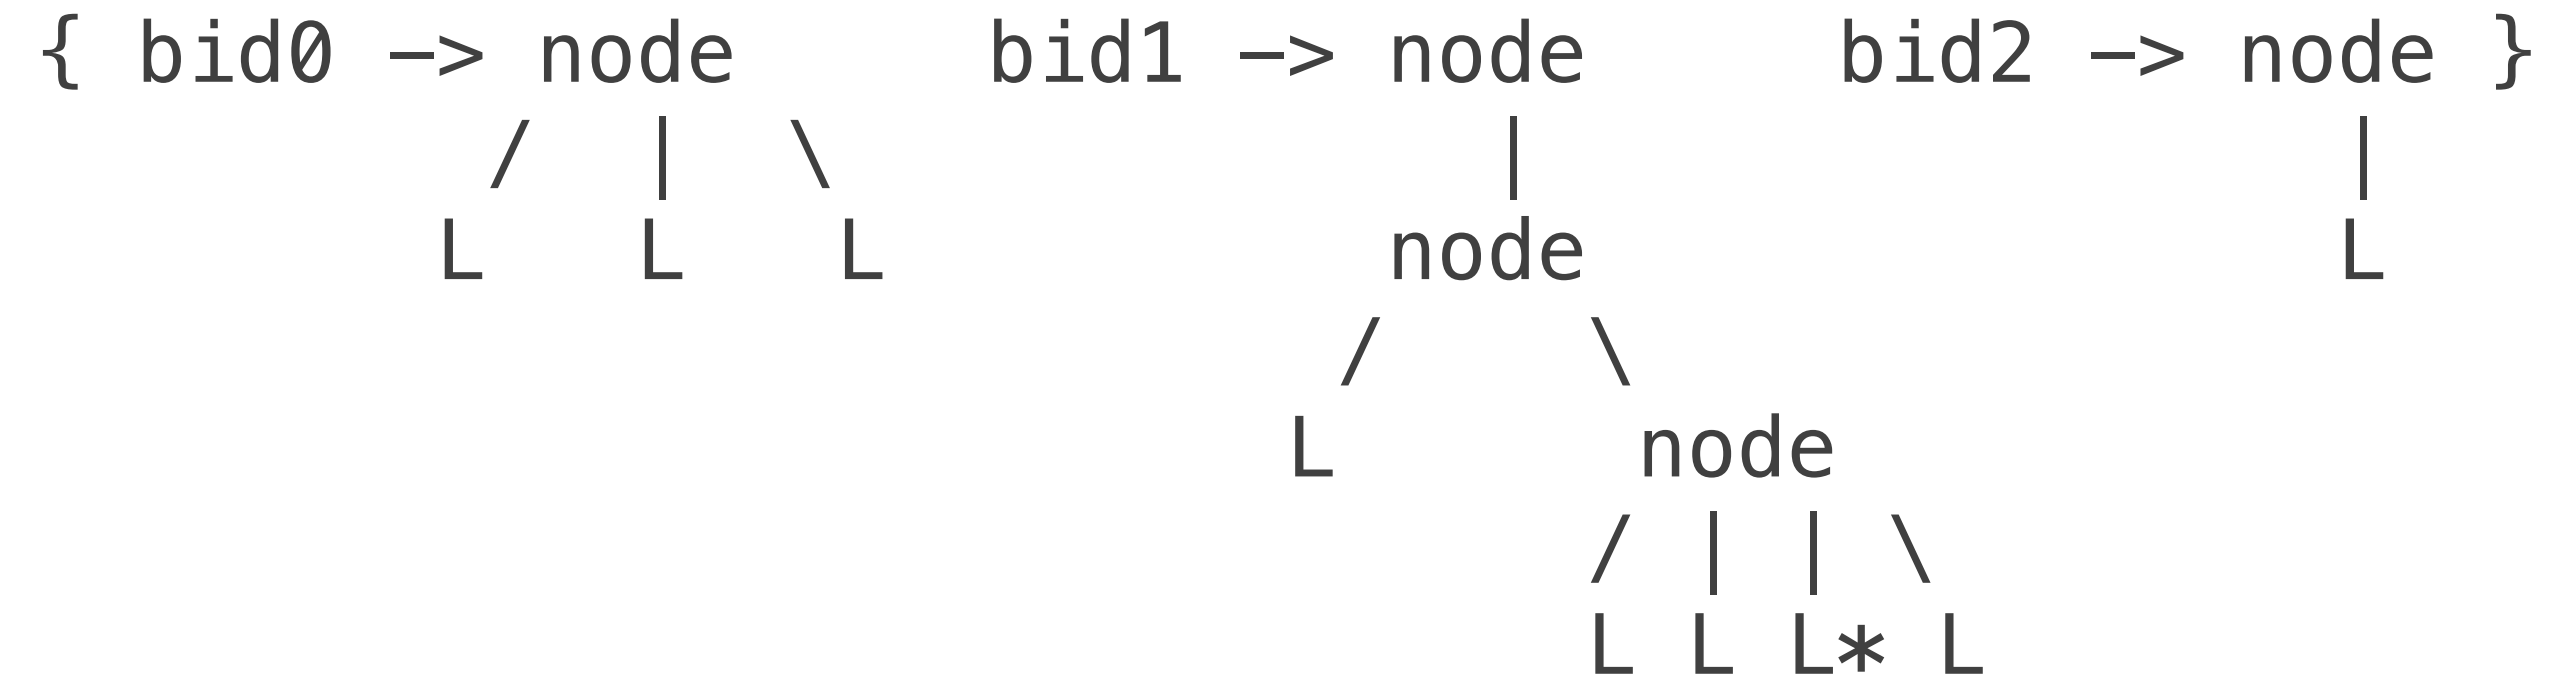 { bid0 -> node     bid1 -> node     bid2 -> node }
         /  |  \                |                |
        L   L   L             node               L
                           /    \
                          L      node
                                / | | \
                                L L L* L